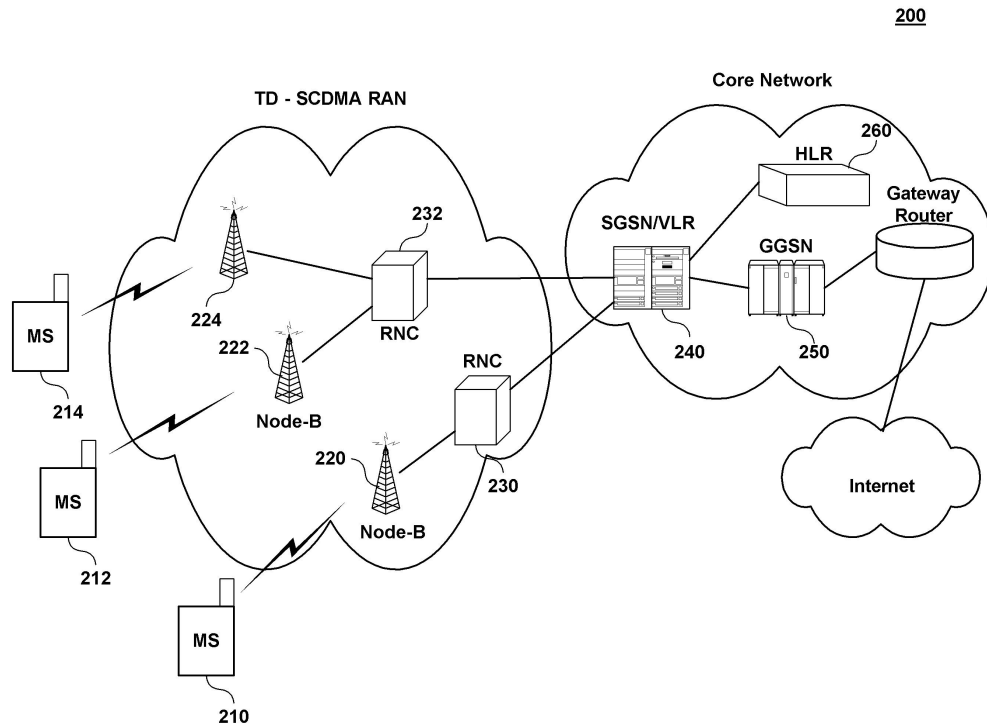 200
Core Network
TD - SCDMA RAN
260
HLR
Gateway
Router
232
SGSN/VLR
GGSN
224
RNC
MS
222
240
250
RNC
214
Node-B
220
230
Internet
MS
Node-B
212
MS
210